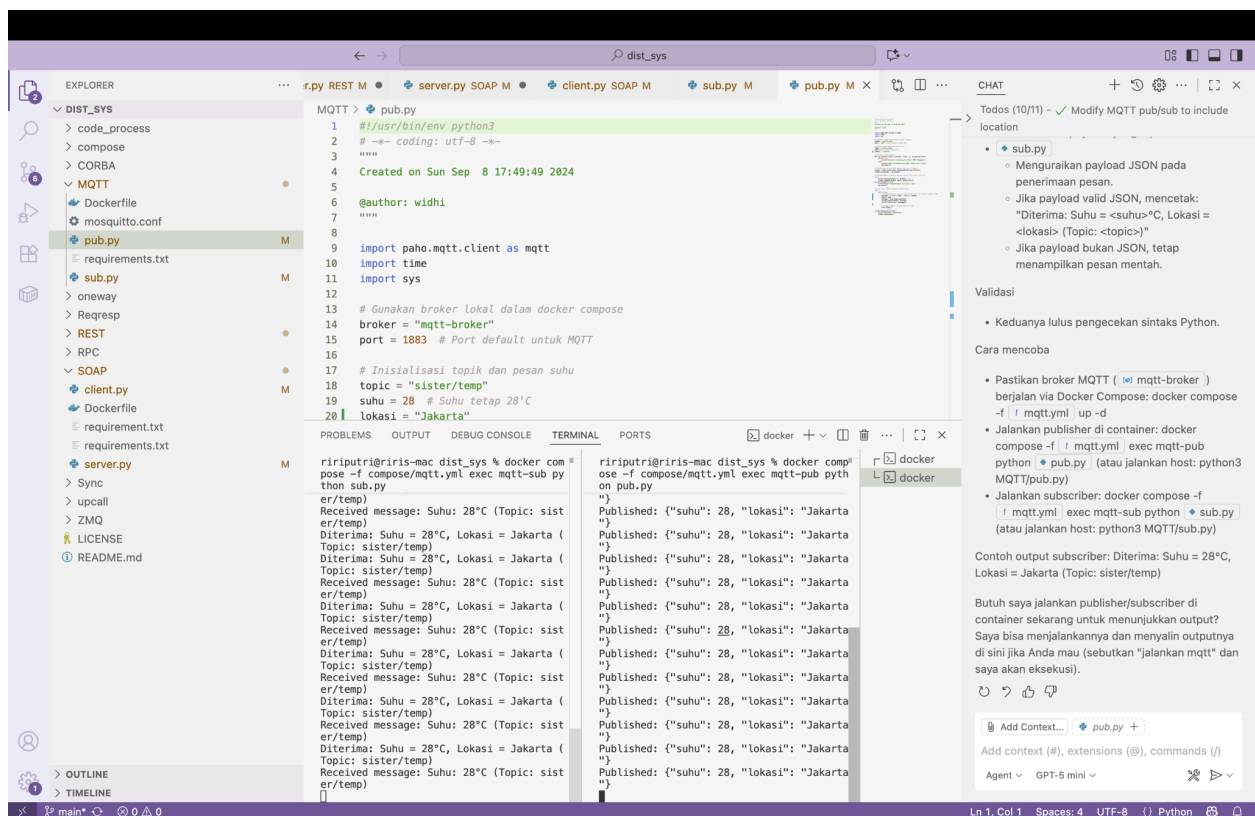 dist_sys
EXPLORER
DIST_SYS
code_process
compose
CORBA
MQTT
Dockerfile
mosquitto.conf
pub.py M
requirements.txt
sub.py M
oneway
Reqresp
REST
RPC
SOAP
client.py M
Dockerfile
requirement.txt
requirements.txt
server.py M
Sync
upcall
ZMQ
LICENSE
README.md
OUTLINE
TIMELINE
r.py REST M server.py SOAP M client.py SOAP M sub.py M pub.py M
MQTT > pub.py
1 #!/usr/bin/env python3
2 # -*- coding: utf-8 -*-
3 """
4 Created on Sun Sep  8 17:49:49 2024
5
6 @author: widhi
7 """
8
9 import paho.mqtt.client as mqtt
10 import time
11 import sys
12
13 # Gunakan broker lokal dalam docker compose
14 broker = "mqtt-broker"
15 port = 1883  # Port default untuk MQTT
16
17 # Inisialisasi topik dan pesan suhu
18 topic = "sister/temp"
19 suhu = 28  # Suhu tetap 28'C
20 lokasi = "Jakarta"
PROBLEMS OUTPUT DEBUG CONSOLE TERMINAL PORTS docker
ririputri@riris-mac dist_sys % docker com
pose -f compose/mqtt.yml exec mqtt-sub py
thon sub.py
er/temp)
Received message: Suhu: 28°C (Topic: sist
er/temp)
Diterima: Suhu = 28°C, Lokasi = Jakarta (
Topic: sister/temp)
Diterima: Suhu = 28°C, Lokasi = Jakarta (
Topic: sister/temp)
Received message: Suhu: 28°C (Topic: sist
er/temp)
Diterima: Suhu = 28°C, Lokasi = Jakarta (
Topic: sister/temp)
Received message: Suhu: 28°C (Topic: sist
er/temp)
Diterima: Suhu = 28°C, Lokasi = Jakarta (
Topic: sister/temp)
Received message: Suhu: 28°C (Topic: sist
er/temp)
Diterima: Suhu = 28°C, Lokasi = Jakarta (
Topic: sister/temp)
Received message: Suhu: 28°C (Topic: sist
er/temp)
Diterima: Suhu = 28°C, Lokasi = Jakarta (
Topic: sister/temp)
Received message: Suhu: 28°C (Topic: sist
er/temp)
ririputri@riris-mac dist_sys % docker comp
ose -f compose/mqtt.yml exec mqtt-pub pyth
on pub.py
"}
Published: {"suhu": 28, "lokasi": "Jakarta
"}
Published: {"suhu": 28, "lokasi": "Jakarta
"}
Published: {"suhu": 28, "lokasi": "Jakarta
"}
Published: {"suhu": 28, "lokasi": "Jakarta
"}
Published: {"suhu": 28, "lokasi": "Jakarta
"}
Published: {"suhu": 28, "lokasi": "Jakarta
"}
Published: {"suhu": 28, "lokasi": "Jakarta
"}
Published: {"suhu": 28, "lokasi": "Jakarta
"}
Published: {"suhu": 28, "lokasi": "Jakarta
"}
Published: {"suhu": 28, "lokasi": "Jakarta
"}
Published: {"suhu": 28, "lokasi": "Jakarta
"}
Published: {"suhu": 28, "lokasi": "Jakarta
"}
docker
docker
CHAT
Todos (10/11) - ✓ Modify MQTT pub/sub to include
location
• sub.py
Menguraikan payload JSON pada
penerimaan pesan.
Jika payload valid JSON, mencetak:
"Diterima: Suhu = <suhu>°C, Lokasi =
<lokasi> (Topic: <topic>)"
Jika payload bukan JSON, tetap
menampilkan pesan mentah.
Validasi
• Keduanya lulus pengecekan sintaks Python.
Cara mencoba
• Pastikan broker MQTT ( mqtt-broker )
berjalan via Docker Compose: docker compose
-f ! mqtt.yml up -d
• Jalankan publisher di container: docker
compose -f ! mqtt.yml exec mqtt-pub
python pub.py (atau jalankan host: python3
MQTT/pub.py)
• Jalankan subscriber: docker compose -f
! mqtt.yml exec mqtt-sub python sub.py
(atau jalankan host: python3 MQTT/sub.py)
Contoh output subscriber: Diterima: Suhu = 28°C,
Lokasi = Jakarta (Topic: sister/temp)
Butuh saya jalankan publisher/subscriber di
container sekarang untuk menunjukkan output?
Saya bisa menjalankannya dan menyalin outputnya
di sini jika Anda mau (sebutkan "jalankan mqtt" dan
saya akan eksekusi).
Add Context... pub.py +
Add context (#), extensions (@), commands (/)
Agent GPT-5 mini
main* 0 0 Ln 1, Col 1 Spaces: 4 UTF-8 {} Python